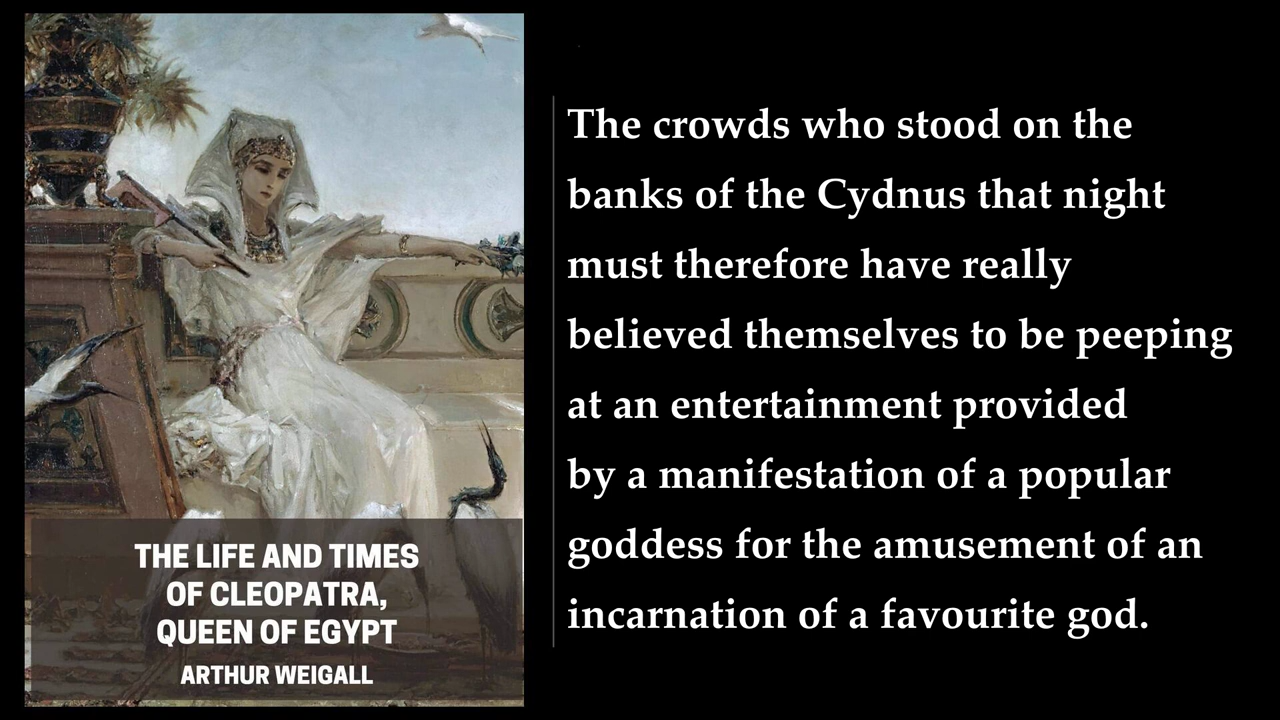 THE LIFE AND TIMES
OF CLEOPATRA,
QUEEN OF EGYPT
ARTHUR WEIGALL
The crowds who stood on the
banks of the Cydnus that night
must therefore have really
believed themselves to be peeping
at an entertainment provided
by a manifestation of a popular
goddess for the amusement of an
incarnation of a favourite god.